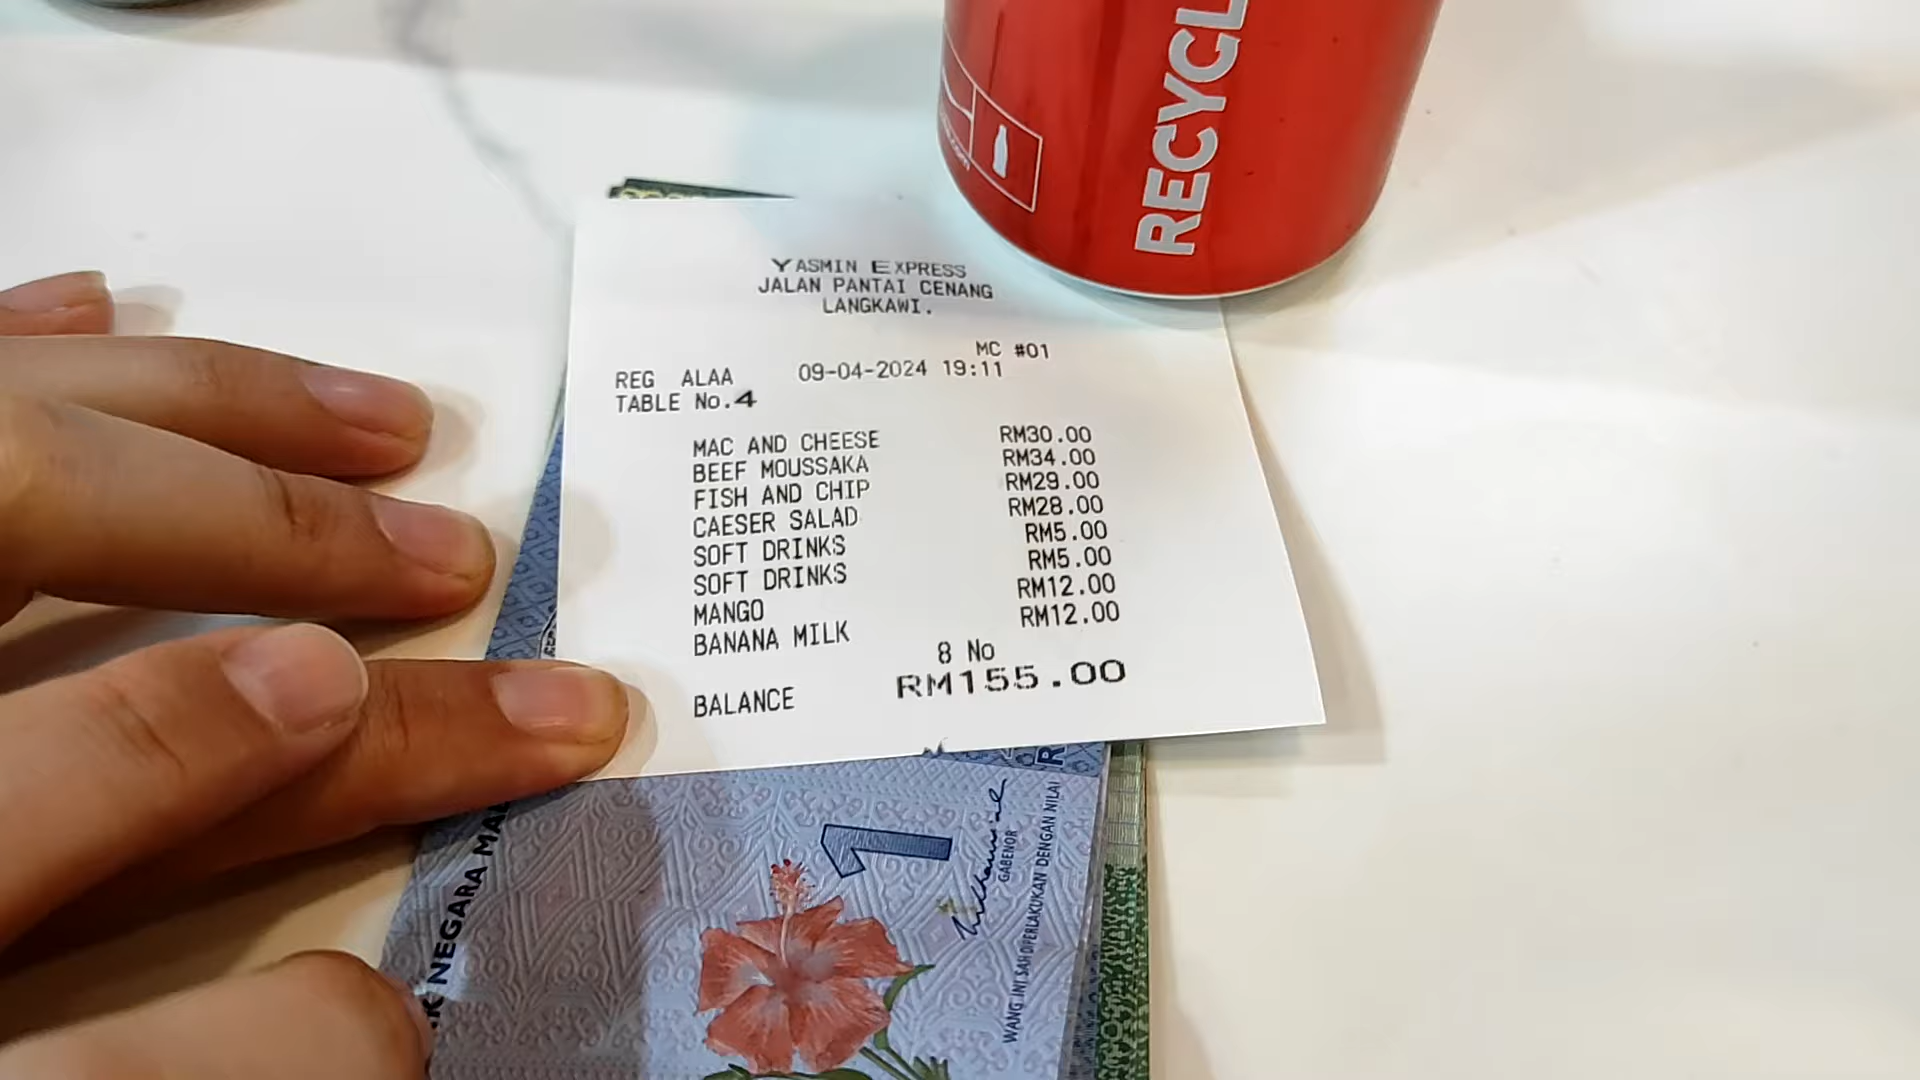 RECYCL
YASMIN EXPRESS
JALAN PANTAI CENANG
LANGKAWI.
MC #01
REG ALAA 09-04-2024 19:11
TABLE No.4
MAC AND CHEESE RM30.00
BEEF MOUSSAKA RM34.00
FISH AND CHIP RM29.00
CAESER SALAD RM28.00
SOFT DRINKS RM5.00
SOFT DRINKS RM5.00
MANGO RM12.00
BANANA MILK RM12.00
8 No
BALANCE RM155.00
NEGARA MA
1
GABENOR
WANG INI SAH DIPERLAKUKAN DENGAN NILAI
R